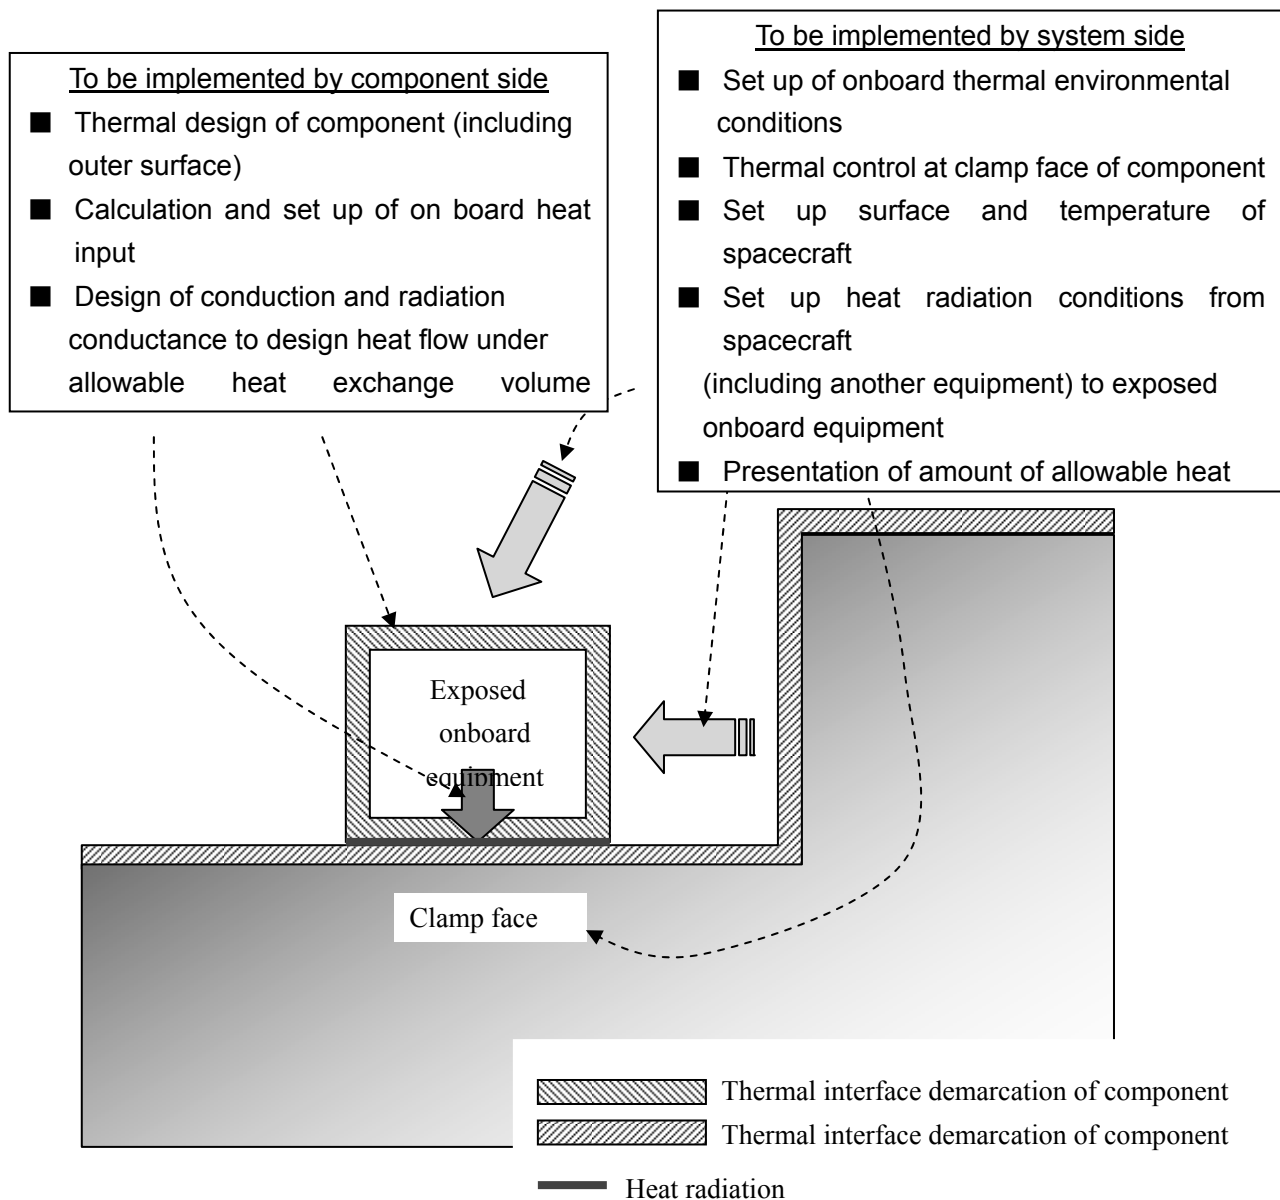 To be implemented by component side
■ Thermal design of component (including
outer surface)
■ Calculation and set up of on board heat
input
■ Design of conduction and radiation
conductance to design heat flow under
allowable heat exchange volume
To be implemented by system side
■ Set up of onboard thermal environmental
conditions
■ Thermal control at clamp face of component
■ Set up surface and temperature of
spacecraft
■ Set up heat radiation conditions from
spacecraft
(including another equipment) to exposed
onboard equipment
■ Presentation of amount of allowable heat
Exposed
onboard
equipment
Clamp face
Thermal interface demarcation of component
Thermal interface demarcation of component
Heat radiation